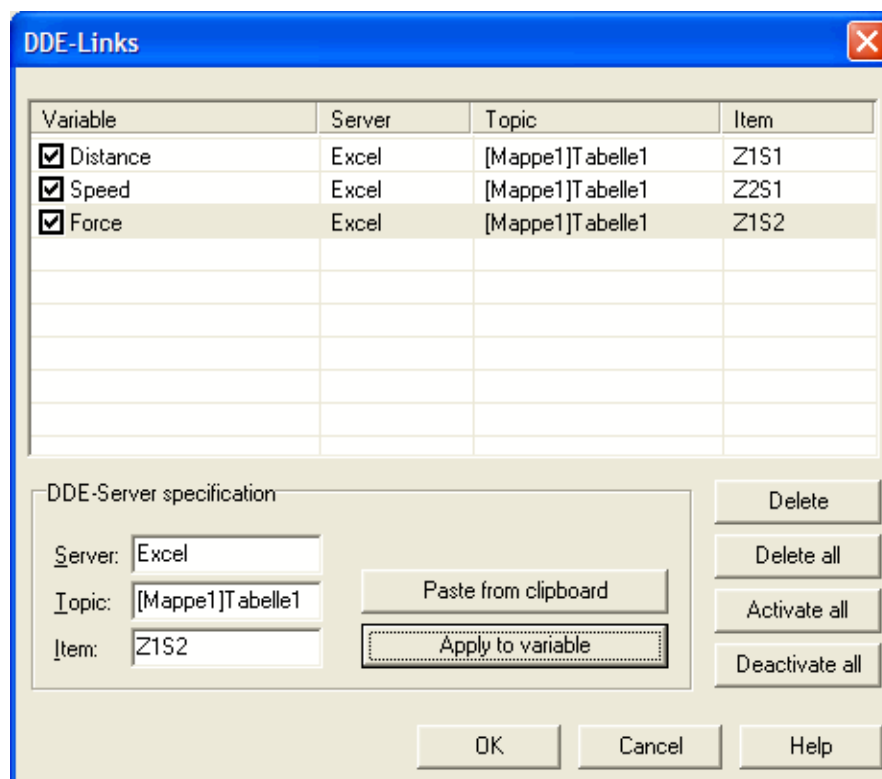 DDE-Links
Variable Server Topic Item
Distance Excel [Mappe1]Tabelle1 Z1S1
Speed Excel [Mappe1]Tabelle1 Z2S1
Force Excel [Mappe1]Tabelle1 Z1S2
DDE-Server specification
Server: Excel
Topic: [Mappe1]Tabelle1
Item: Z1S2
Paste from clipboard
Apply to variable
Delete
Delete all
Activate all
Deactivate all
OK Cancel Help